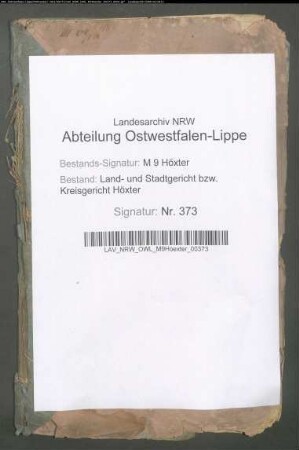 Landesarchiv NRW
Abteilung Ostwestfalen-Lippe
Bestands-Signatur: M 9 Höxter
Bestand: Land- und Stadtgericht bzw.
Kreisgericht Höxter
Signatur: Nr. 373
LAV_NRW_OWL_M9Hoexter_00373